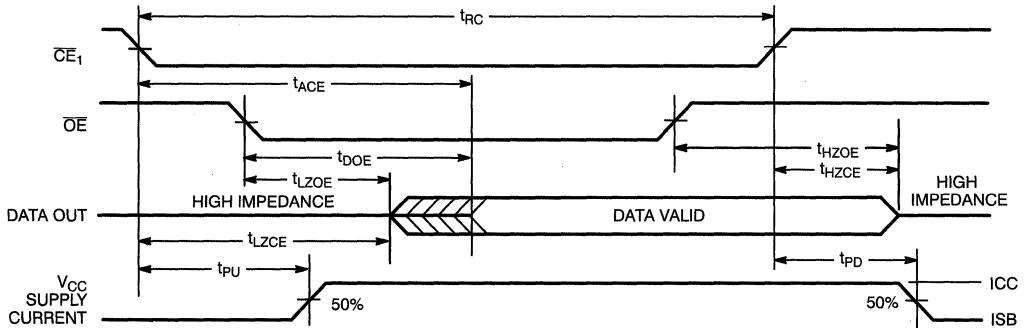 tRC
CE1
tACE
OE
tDOE
tHZOE
tLZOE
tHZCE
HIGH IMPEDANCE
HIGH
IMPEDANCE
DATA OUT
DATA VALID
tLZCE
tPU
tPD
VCC
SUPPLY
CURRENT
50%
50%
ICC
ISB